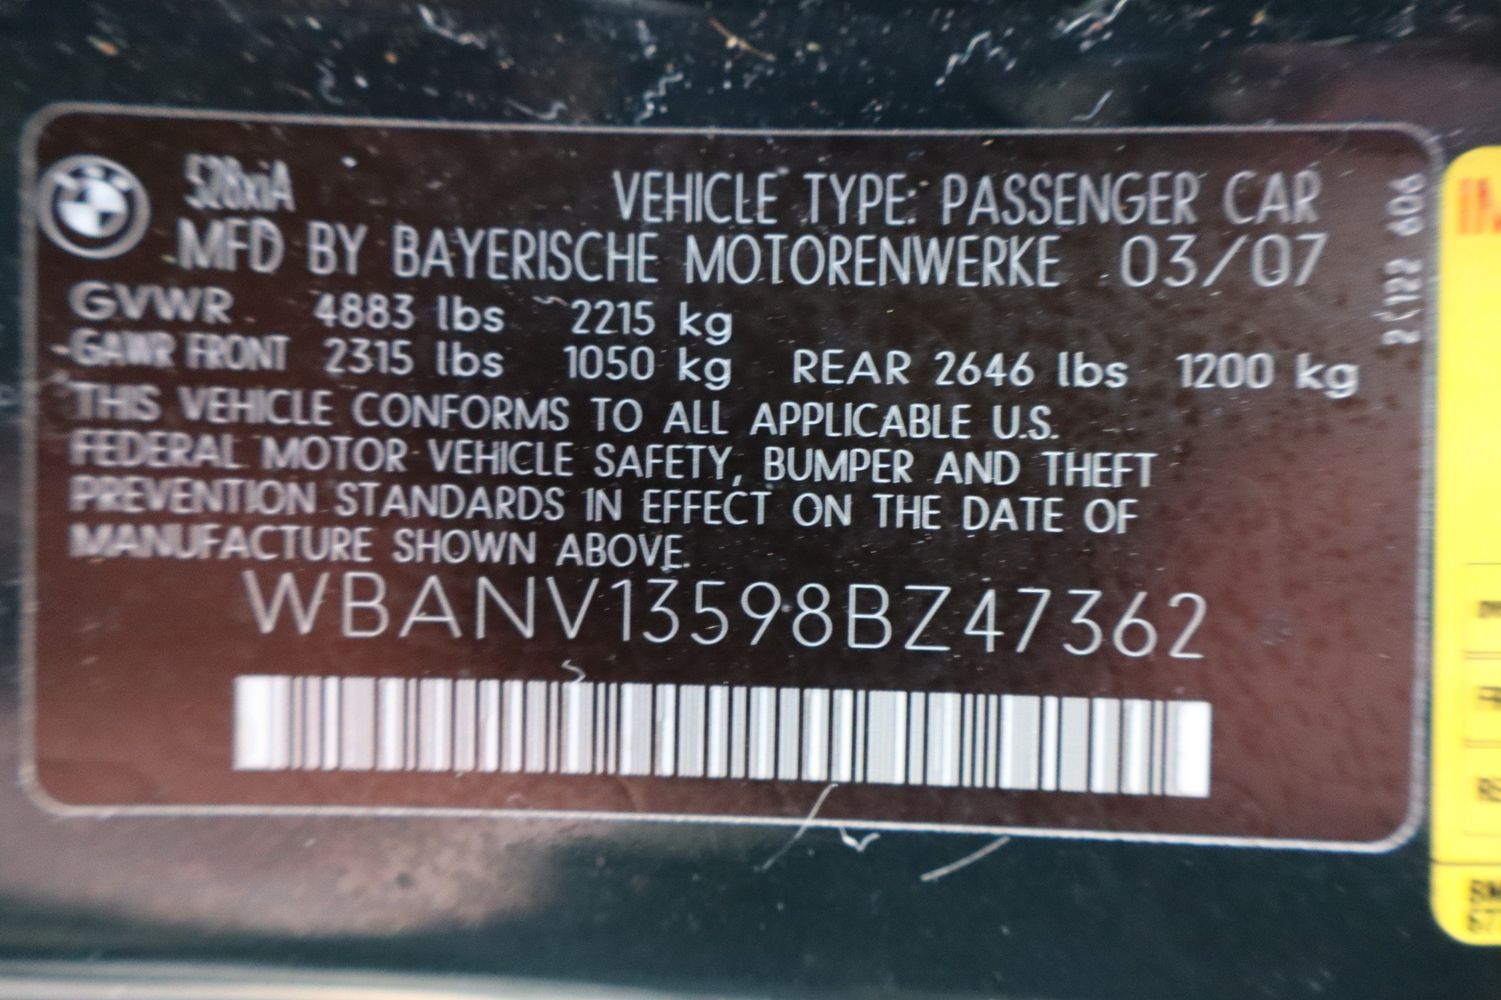 528xiA
VEHICLE TYPE: PASSENGER CAR
MFD BY BAYERISCHE MOTORENWERKE 03/07
GVWR 4883 lbs 2215 kg
GAWR FRONT 2315 lbs 1050 kg REAR 2646 lbs 1200 kg
THIS VEHICLE CONFORMS TO ALL APPLICABLE U.S.
FEDERAL MOTOR VEHICLE SAFETY, BUMPER AND THEFT
PREVENTION STANDARDS IN EFFECT ON THE DATE OF
MANUFACTURE SHOWN ABOVE.
WBANV13598BZ47362